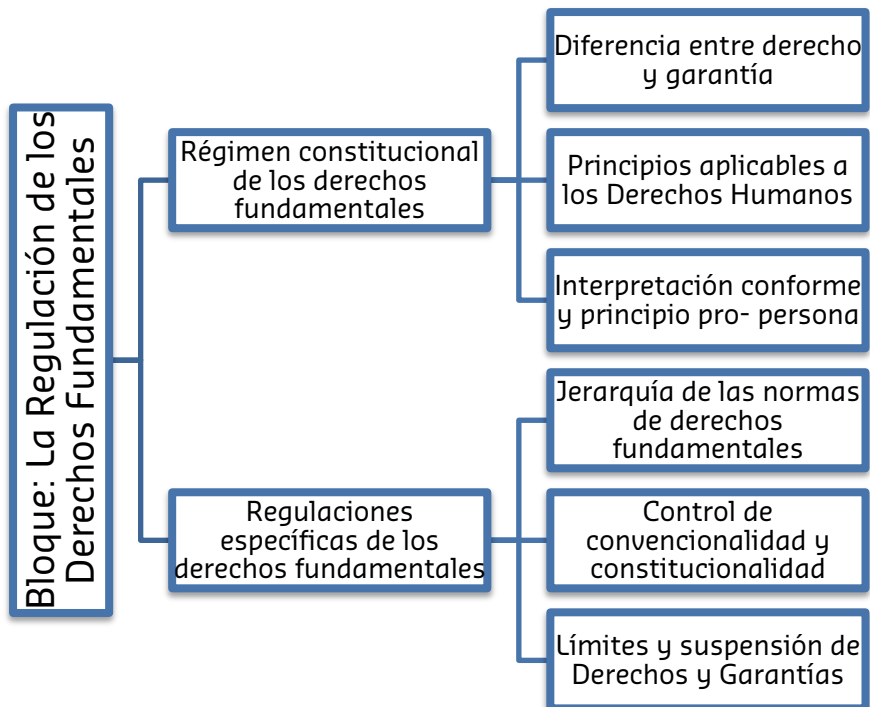 Bloque: La Regulación de los
Derechos Fundamentales
Régimen constitucional
de los derechos
fundamentales
Diferencia entre derecho
y garantía
Principios aplicables a
los Derechos Humanos
Interpretación conforme
y principio pro- persona
Regulaciones
específicas de los
derechos fundamentales
Jerarquía de las normas
de derechos
fundamentales
Control de
convencionalidad y
constitucionalidad
Límites y suspensión de
Derechos y Garantías